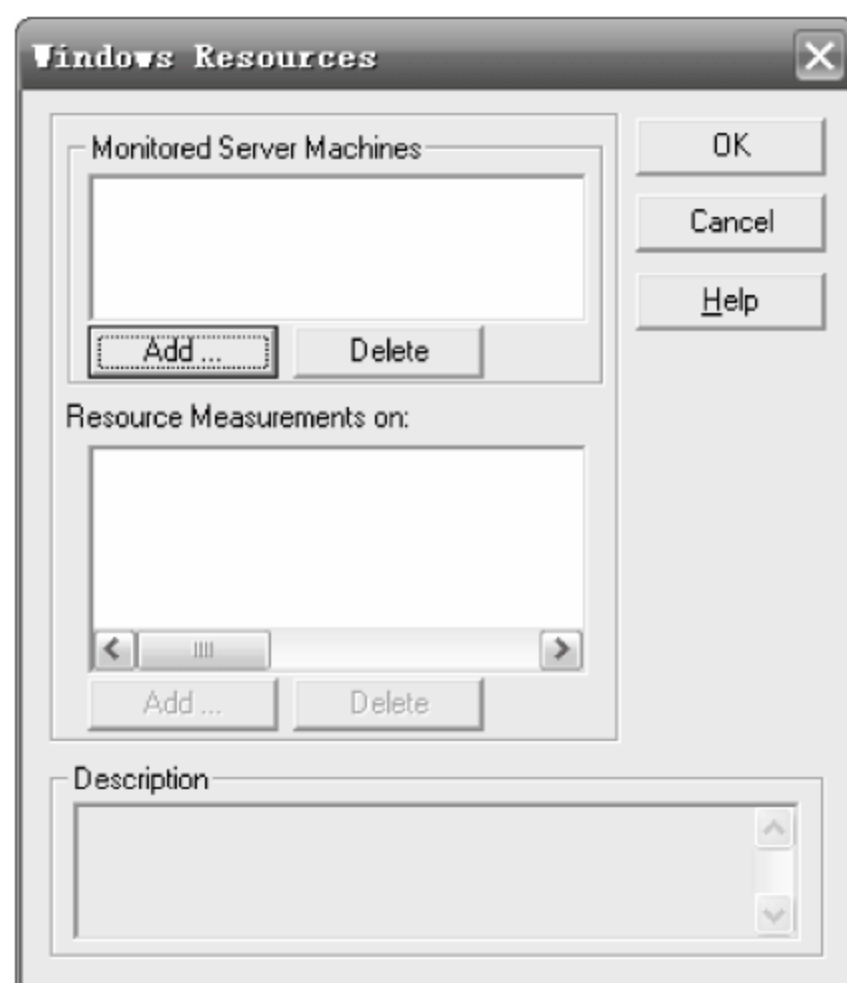 Windows Resources
Monitored Server Machines
OK
Cancel
Help
Add ...
Delete
Resource Measurements on:
Add ...
Delete
Description